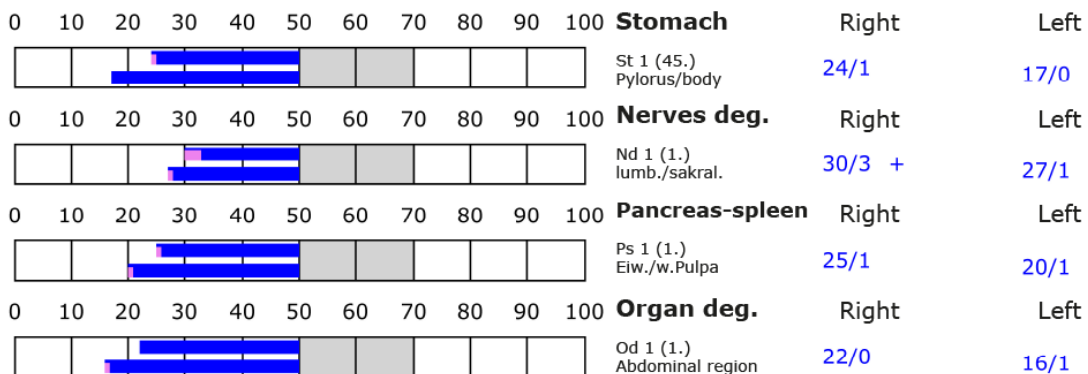 0 10 20 30 40 50 60 70 80 90 100 Stomach Right Left
St 1 (45.)
Pylorus/body
24/1 17/0
0 10 20 30 40 50 60 70 80 90 100 Nerves deg. Right Left
Nd 1 (1.)
lumb./sakral.
30/3 + 27/1
0 10 20 30 40 50 60 70 80 90 100 Pancreas-spleen Right Left
Ps 1 (1.)
Eiw./w.Pulpa
25/1 20/1
0 10 20 30 40 50 60 70 80 90 100 Organ deg. Right Left
Od 1 (1.)
Abdominal region
22/0 16/1